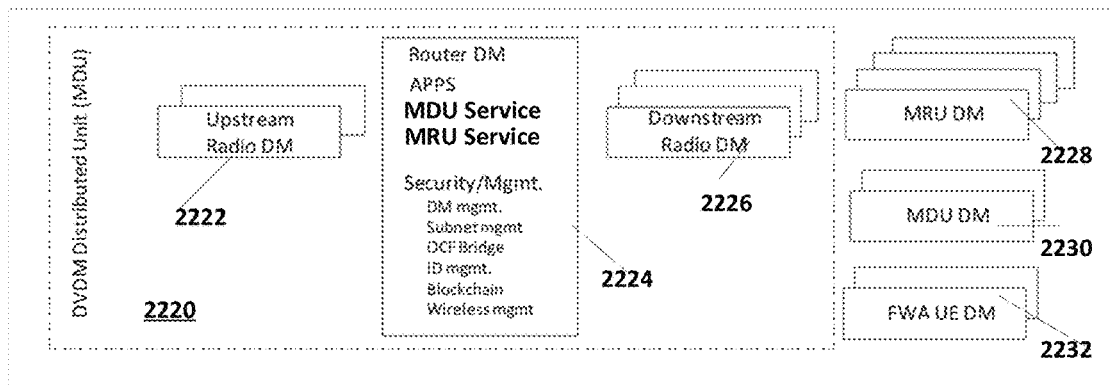 DVDM Distributed Unit (MDU)
Upstream
Radio DM
2222
2220
Router DM
APPS
MDU Service
MRU Service
Security/Mgmt.
DM mgmt.
Subnet mgmt
OCF Bridge
ID mgmt.
Blockchain
Wireless mgmt
2224
Downstream
Radio DM
2226
MRU DM
2228
MDU DM
2230
FWA UE DM
2232